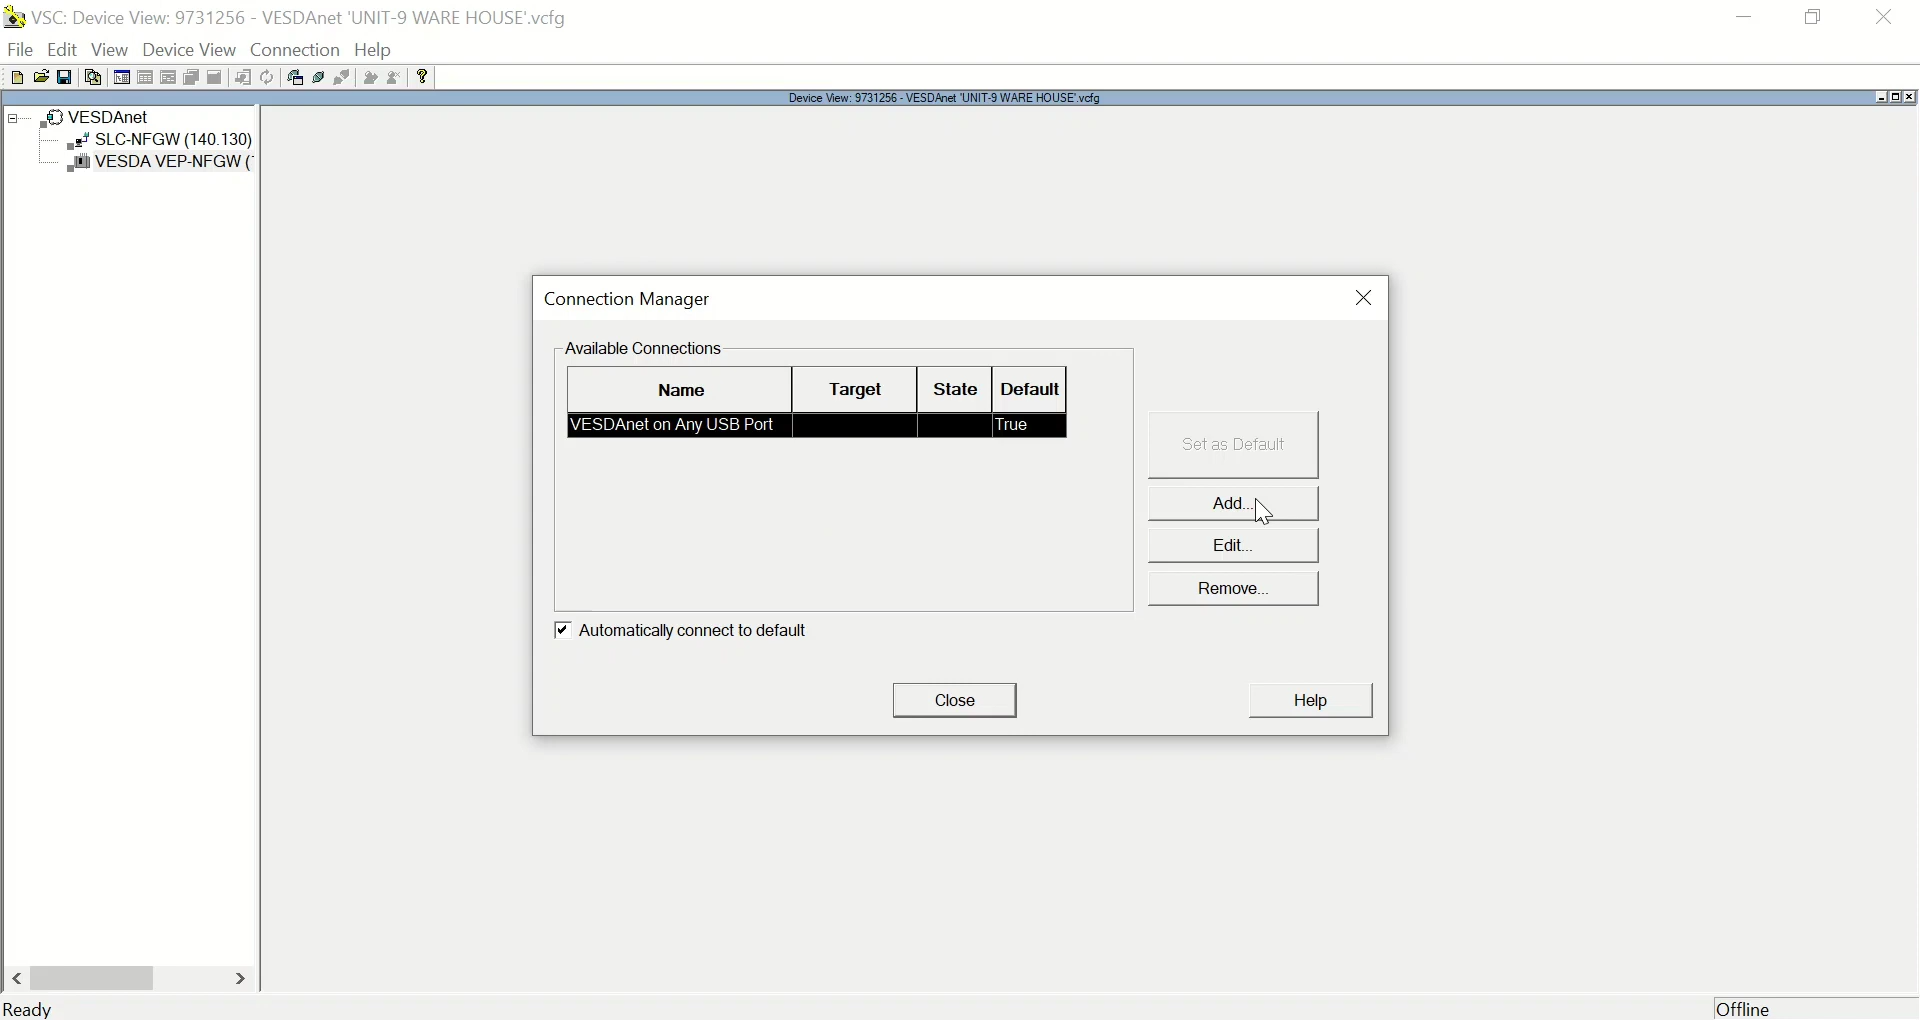 VSC: Device View: 9731256 - VESDAnet 'UNIT-9 WARE HOUSE'.vcfg
File Edit View Device View Connection Help
Device View: 9731256 - VESDAnet 'UNIT-9 WARE HOUSE'.vcfg
VESDAnet
SLC-NFGW (140.130)
VESDA VEP-NFGW (
Connection Manager
Available Connections
Name Target State Default
VESDAnet on Any USB Port True
Set as Default
Add...
Edit...
Remove...
Automatically connect to default
Close Help
Ready Offline